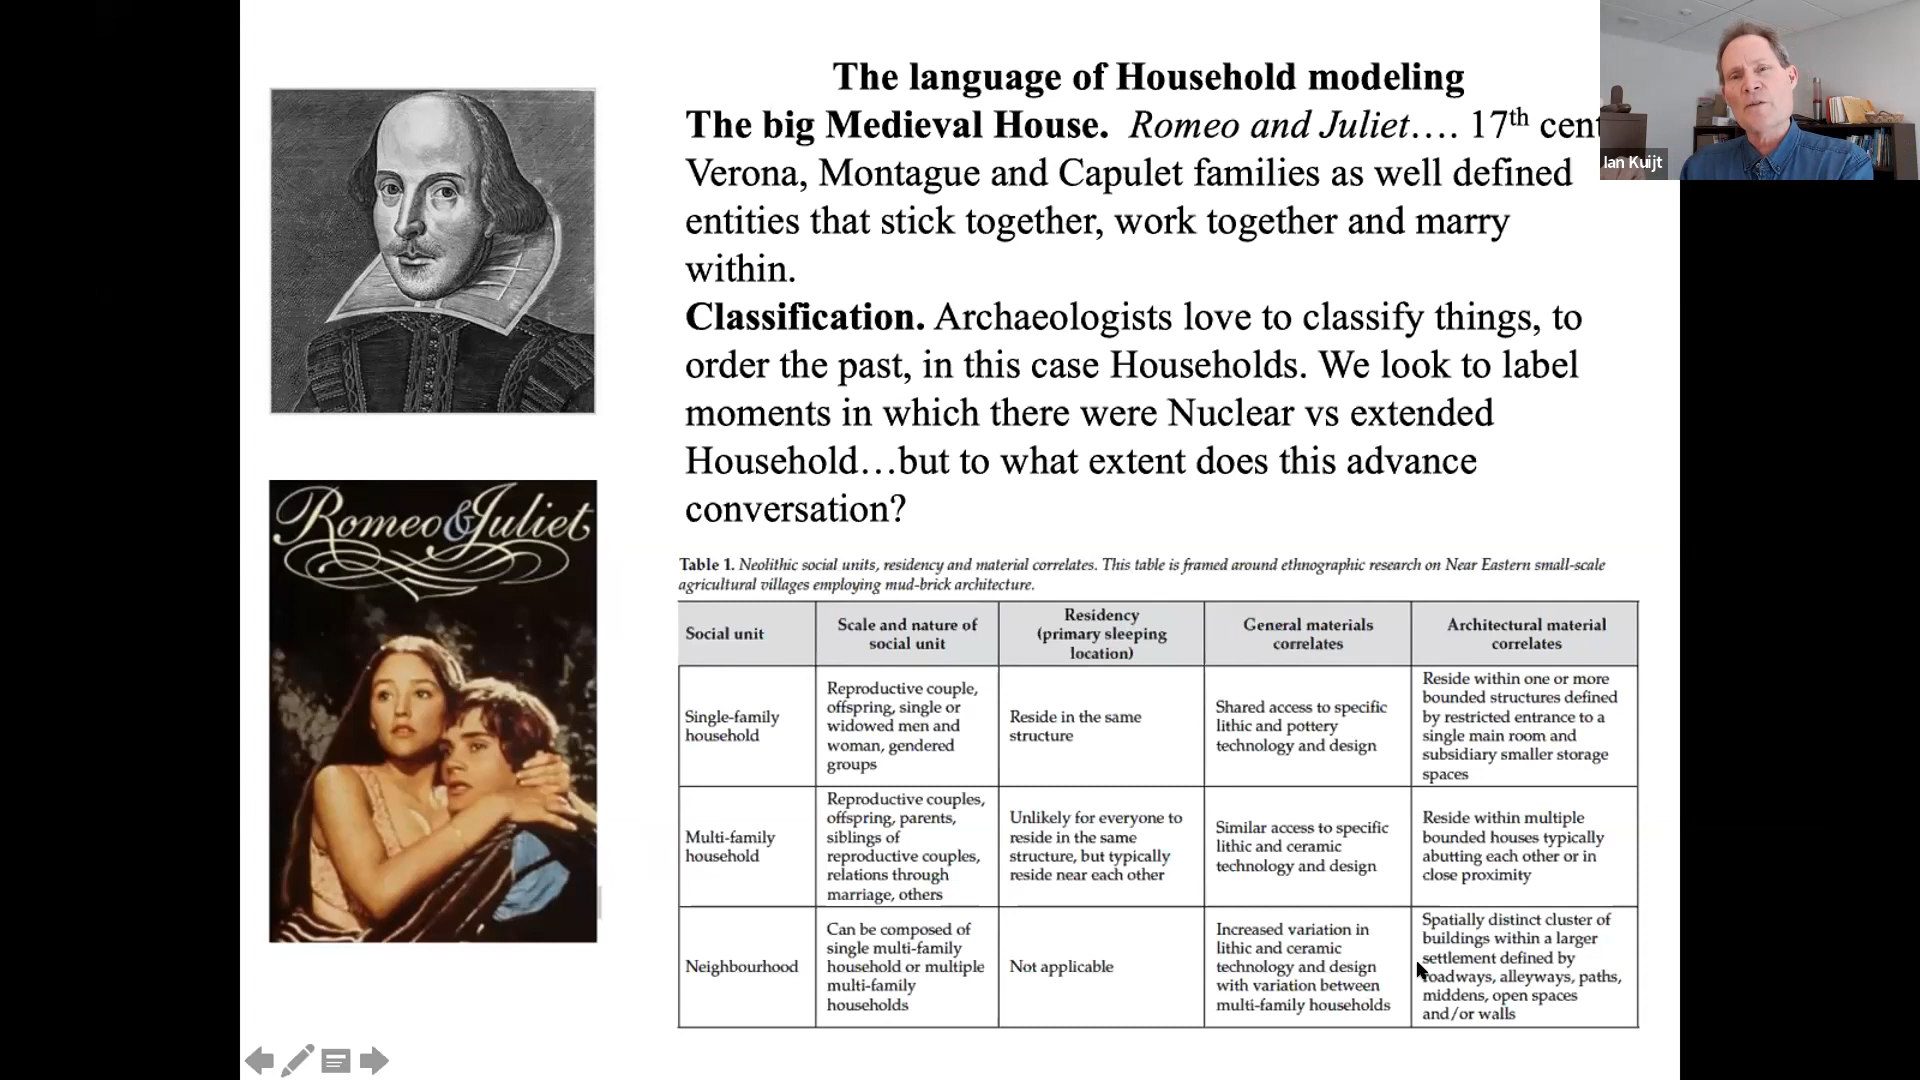 The language of Household modeling
The big Medieval House. Romeo and Juliet…. 17th cent
Verona, Montague and Capulet families as well defined
entities that stick together, work together and marry
within.
Classification. Archaeologists love to classify things, to
order the past, in this case Households. We look to label
moments in which there were Nuclear vs extended
Household…but to what extent does this advance
conversation?
Ian Kuijt
Romeo & Juliet
Table 1. Neolithic social units, residency and material correlates. This table is framed around ethnographic research on Near Eastern small-scale
agricultural villages employing mud-brick architecture.
Social unit
Scale and nature of
social unit
Residency
(primary sleeping
location)
General materials
correlates
Architectural material
correlates
Single-family
household
Reproductive couple,
offspring, single or
widowed men and
woman, gendered
groups
Reside in the same
structure
Shared access to specific
lithic and pottery
technology and design
Reside within one or more
bounded structures defined
by restricted entrance to a
single main room and
subsidiary smaller storage
spaces
Multi-family
household
Reproductive couples,
offspring, parents,
siblings of
reproductive couples,
relations through
marriage, others
Unlikely for everyone to
reside in the same
structure, but typically
reside near each other
Similar access to specific
lithic and ceramic
technology and design
Reside within multiple
bounded houses typically
abutting each other or in
close proximity
Neighbourhood
Can be composed of
single multi-family
household or multiple
multi-family
households
Not applicable
Increased variation in
lithic and ceramic
technology and design
with variation between
multi-family households
Spatially distinct cluster of
buildings within a larger
settlement defined by
roadways, alleyways, paths,
middens, open spaces
and/or walls